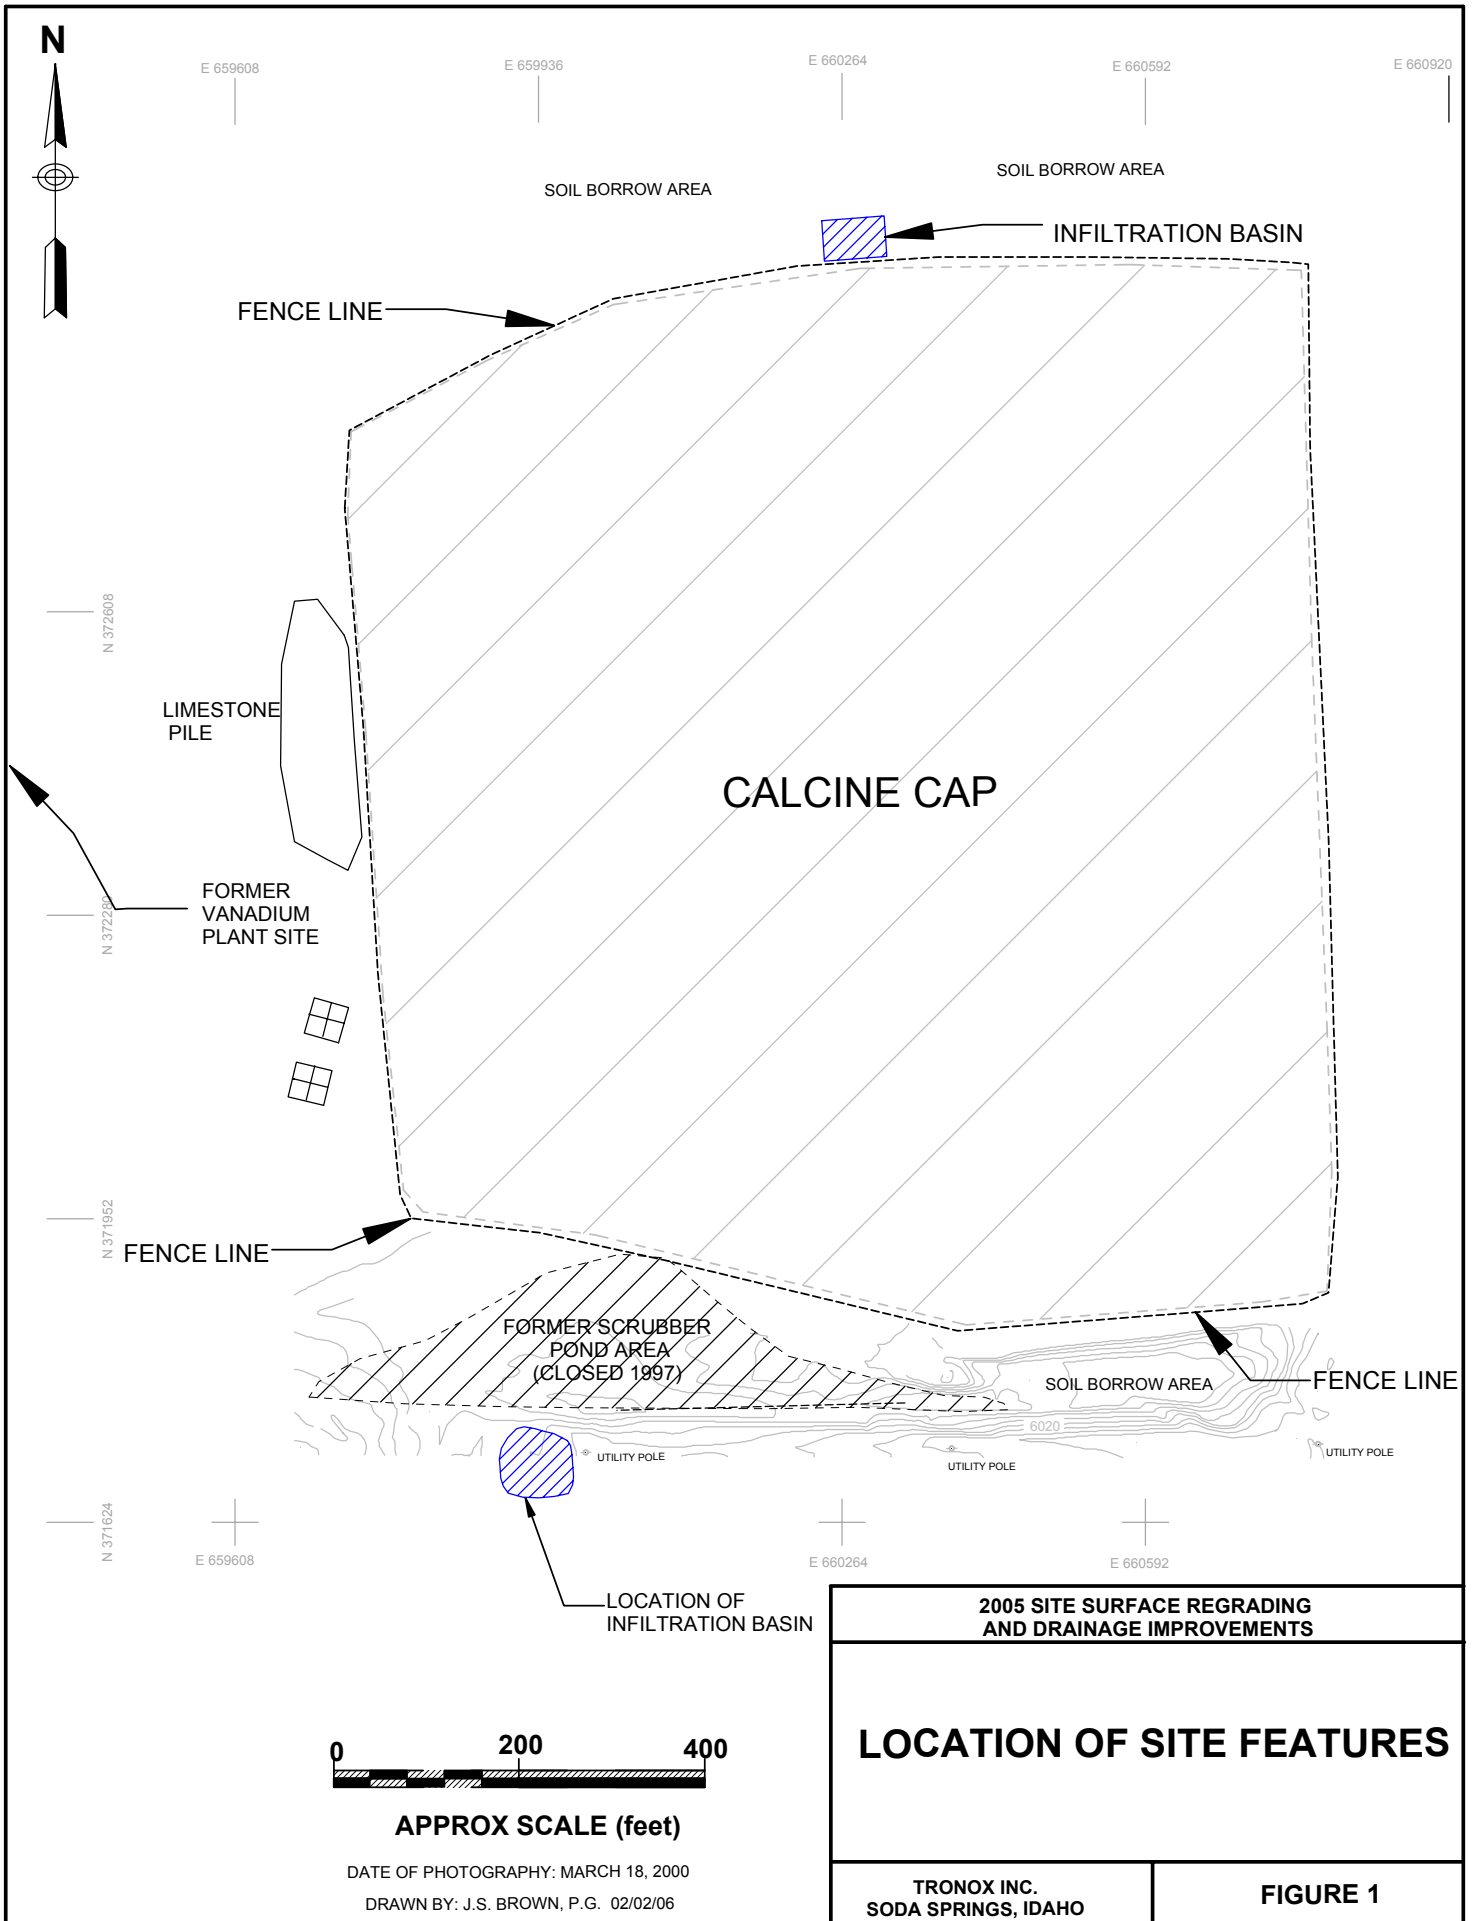 N
E 659608
E 659936
E 660264
E 660592
E 660920
SOIL BORROW AREA
SOIL BORROW AREA
INFILTRATION BASIN
FENCE LINE
N 372608
LIMESTONE
PILE
CALCINE CAP
FORMER
VANADIUM
PLANT SITE
N 372280
N 371952
FENCE LINE
FORMER SCRUBBER
POND AREA
(CLOSED 1997)
SOIL BORROW AREA
FENCE LINE
6020
UTILITY POLE
UTILITY POLE
UTILITY POLE
N 371624
E 659608
E 660264
E 660592
LOCATION OF
INFILTRATION BASIN
2005 SITE SURFACE REGRADING
AND DRAINAGE IMPROVEMENTS
LOCATION OF SITE FEATURES
0 200 400
APPROX SCALE (feet)
DATE OF PHOTOGRAPHY: MARCH 18, 2000
DRAWN BY: J.S. BROWN, P.G. 02/02/06
TRONOX INC.
SODA SPRINGS, IDAHO
FIGURE 1